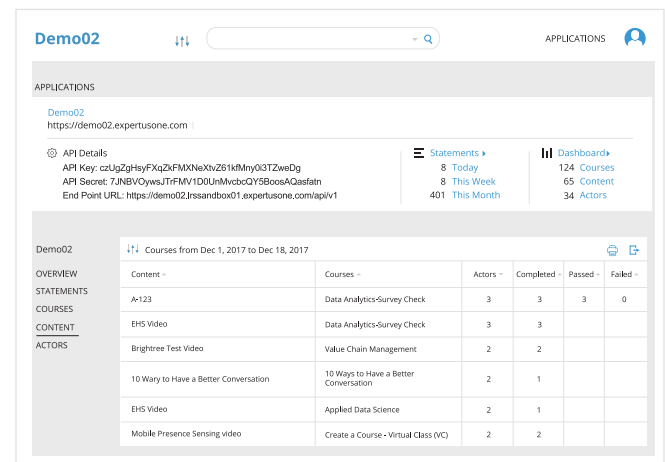 Demo02
APPLICATIONS
APPLICATIONS
Demo02
https://demo02.expertusone.com
API Details
API Key: czUgZgHsyFXqZkFMXNeXtvZ61kfMny0i3TZweDg
API Secret: 7JNBVOywsJTrFMV1D0UnMvcbcQY5BoosAQasfatn
End Point URL: https://demo02.lrssandbox01.expertusone.com/api/v1
Statements
8 Today
8 This Week
401 This Month
Dashboard
124 Courses
65 Content
34 Actors
Demo02
OVERVIEW
STATEMENTS
COURSES
CONTENT
ACTORS
Courses from Dec 1, 2017 to Dec 18, 2017
Content Courses Actors Completed Passed Failed
A-123 Data Analytics-Survey Check 3 3 3 0
EHS Video Data Analytics-Survey Check 3 3
Brightree Test Video Value Chain Management 2 2
10 Wary to Have a Better Conversation 10 Ways to Have a Better
Conversation 2 1
EHS Video Applied Data Science 2 1
Mobile Presence Sensing video Create a Course - Virtual Class (VC) 2 2